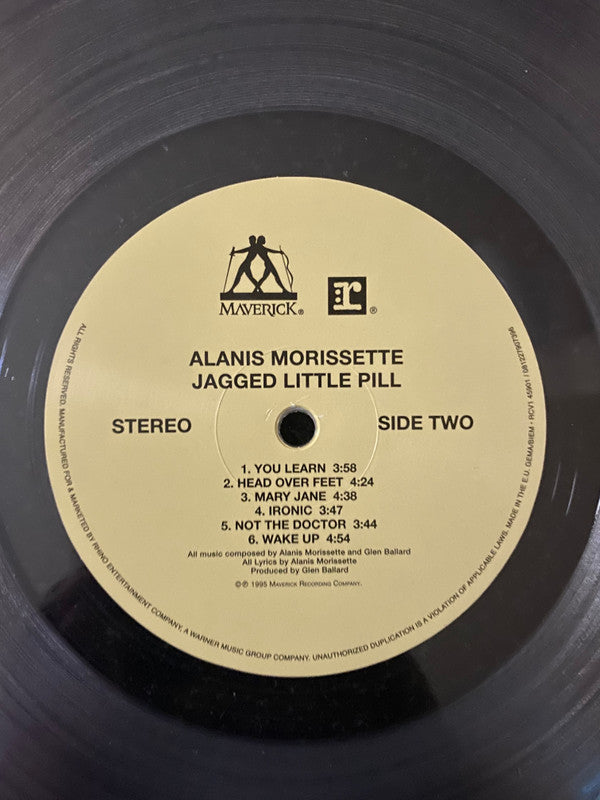 MAVERICK®
r®
ALANIS MORISSETTE
JAGGED LITTLE PILL
STEREO
SIDE TWO
1. YOU LEARN 3:58
2. HEAD OVER FEET 4:24
3. MARY JANE 4:38
4. IRONIC 3:47
5. NOT THE DOCTOR 3:44
6. WAKE UP 4:54
All music composed by Alanis Morissette and Glen Ballard
All Lyrics by Alanis Morissette
Produced by Glen Ballard
©℗ 1995 MAVERICK RECORDING COMPANY.
ALL RIGHTS RESERVED. MANUFACTURED FOR & MARKETED BY RHINO ENTERTAINMENT COMPANY, A WARNER MUSIC GROUP COMPANY. UNAUTHORIZED DUPLICATION IS A VIOLATION OF APPLICABLE LAWS. MADE IN THE E.U. GEMA/BIEM • RCV1 45901 / 081227967396